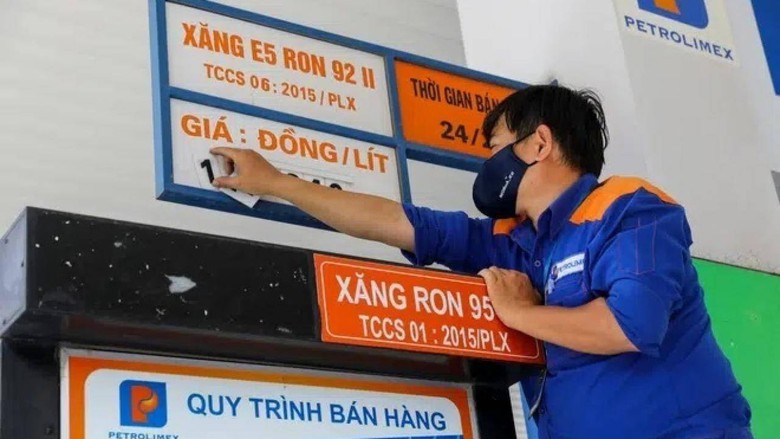 PETROLIMEX
XĂNG E5 RON 92 II
TCCS 06 : 2015 / PLX
THỜI GIAN BÁN
24/
GIÁ : ĐỒNG/LÍT
PETROLIMEX
XĂNG RON 95
TCCS 01 : 2015/PLX
QUY TRÌNH BÁN HÀNG
PETROLIMEX